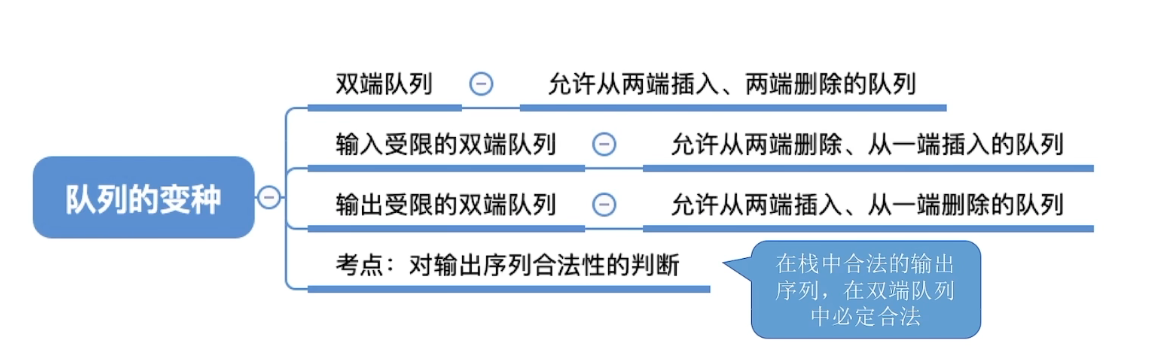 双端队列
允许从两端插入、两端删除的队列
输入受限的双端队列
允许从两端删除、从一端插入的队列
队列的变种
输出受限的双端队列
允许从两端插入、从一端删除的队列
考点：对输出序列合法性的判断
在栈中合法的输出
序列，在双端队列
中必定合法